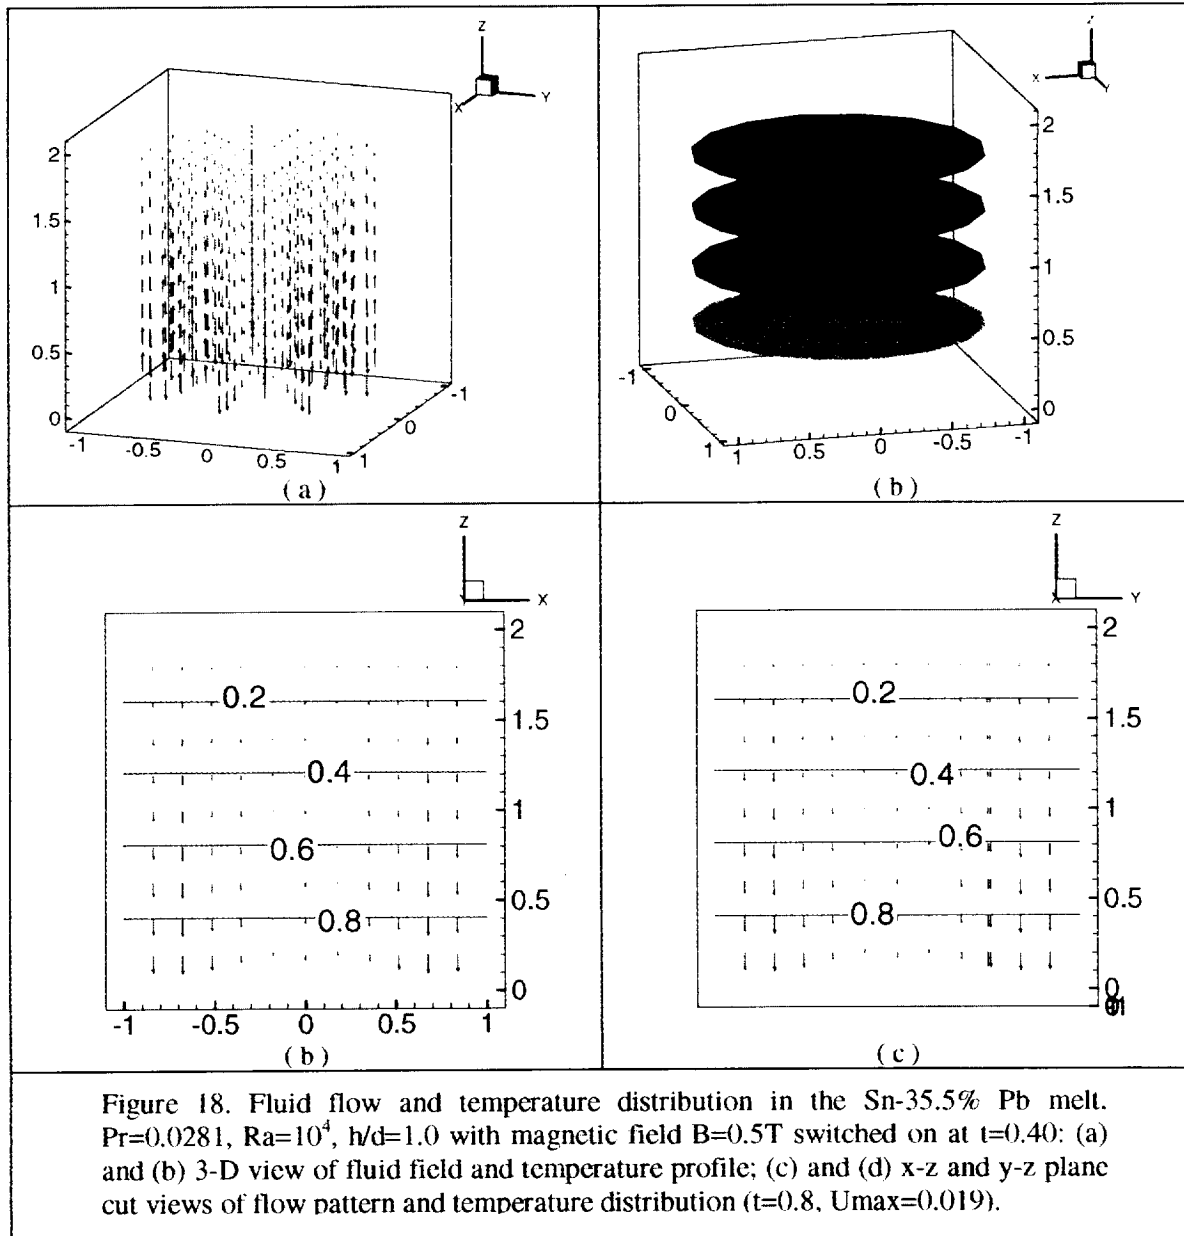 Z
Y
X
2
1.5
1
0.5
0
-1
-0.5
0
0.5
1
1
0
-1
(a)
X
Y
2
1.5
1
0.5
0
-1
0
1
1
0.5
0
-0.5
-1
(b)
Z
X
2
1.5
1
0.5
0
0.2
0.4
0.6
0.8
-1
-0.5
0
0.5
1
(b)
Z
X
Y
2
1.5
1
0.5
0
0.2
0.4
0.6
0.8
(c)
Figure 18. Fluid flow and temperature distribution in the Sn-35.5% Pb melt.
Pr=0.0281, Ra=10⁴, h/d=1.0 with magnetic field B=0.5T switched on at t=0.40: (a)
and (b) 3-D view of fluid field and temperature profile; (c) and (d) x-z and y-z plane
cut views of flow pattern and temperature distribution (t=0.8, Umax=0.019).